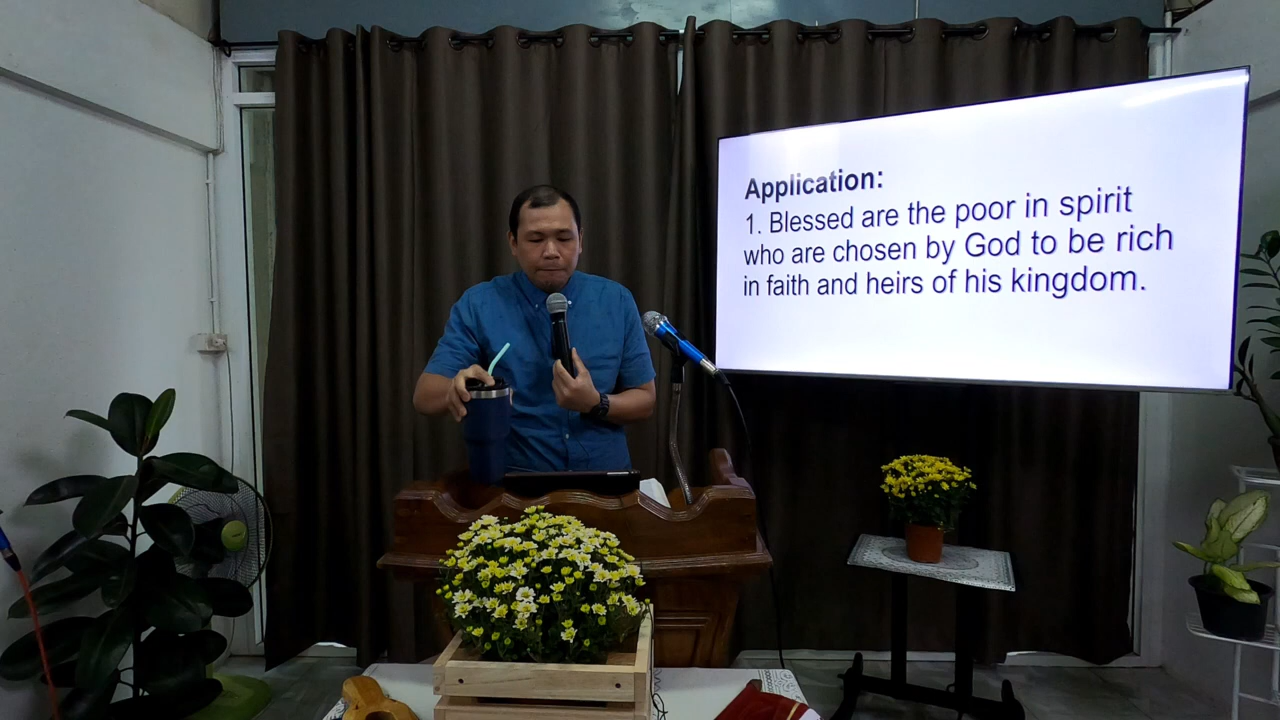 Application:
1. Blessed are the poor in spirit
who are chosen by God to be rich
in faith and heirs of his kingdom.